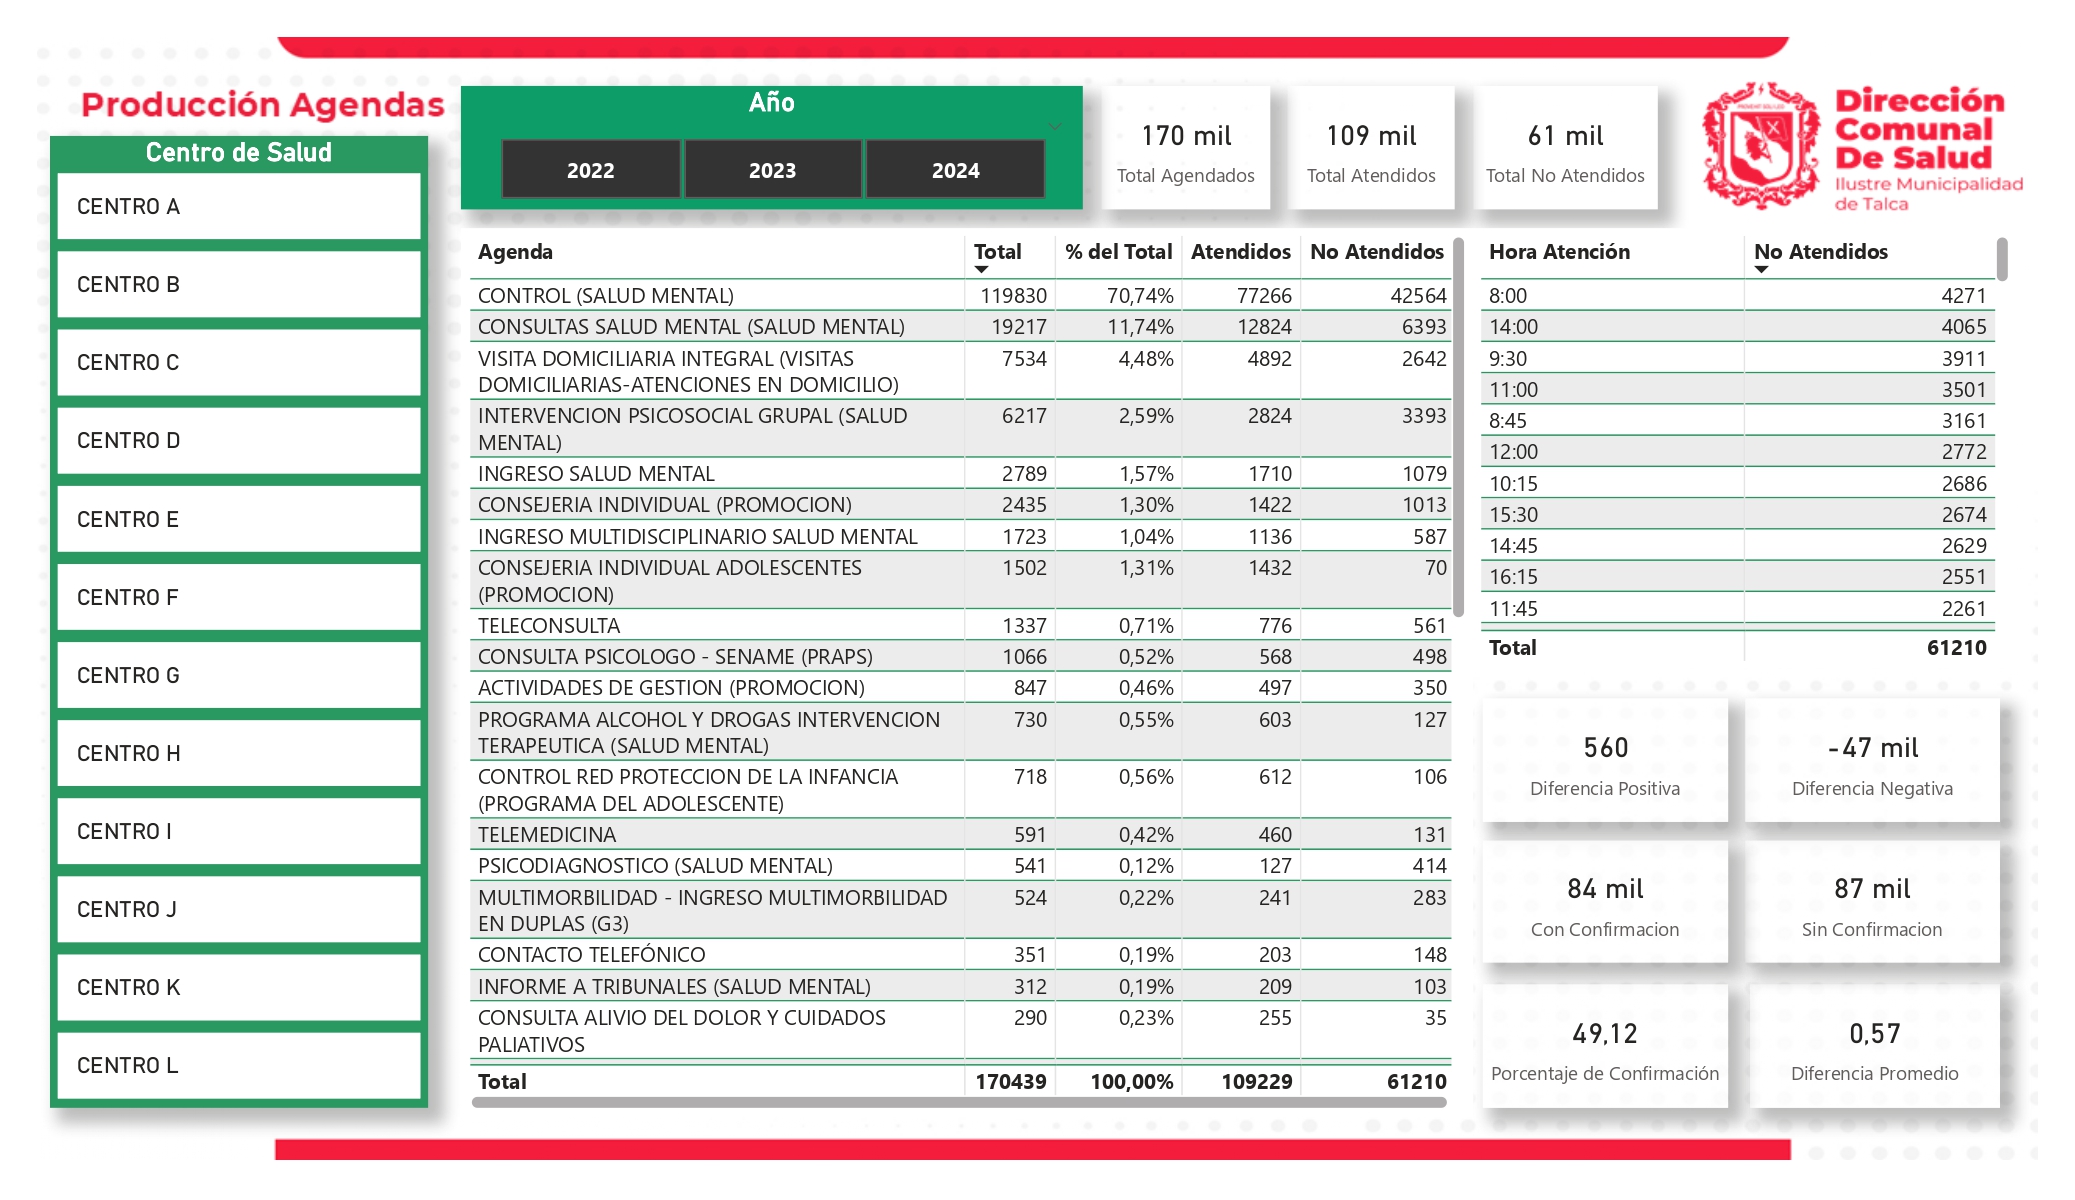 Producción Agendas
Centro de Salud
CENTRO A
CENTRO B
CENTRO C
CENTRO D
CENTRO E
CENTRO F
CENTRO G
CENTRO H
CENTRO I
CENTRO J
CENTRO K
CENTRO L
Año
2022 2023 2024
170 mil
Total Agendados
109 mil
Total Atendidos
61 mil
Total No Atendidos
Dirección
Comunal
De Salud
Ilustre Municipalidad
de Talca
Agenda Total % del Total Atendidos No Atendidos
CONTROL (SALUD MENTAL) 119830 70,74% 77266 42564
CONSULTAS SALUD MENTAL (SALUD MENTAL) 19217 11,74% 12824 6393
VISITA DOMICILIARIA INTEGRAL (VISITAS 7534 4,48% 4892 2642
DOMICILIARIAS-ATENCIONES EN DOMICILIO)
INTERVENCION PSICOSOCIAL GRUPAL (SALUD 6217 2,59% 2824 3393
MENTAL)
INGRESO SALUD MENTAL 2789 1,57% 1710 1079
CONSEJERIA INDIVIDUAL (PROMOCION) 2435 1,30% 1422 1013
INGRESO MULTIDISCIPLINARIO SALUD MENTAL 1723 1,04% 1136 587
CONSEJERIA INDIVIDUAL ADOLESCENTES 1502 1,31% 1432 70
(PROMOCION)
TELECONSULTA 1337 0,71% 776 561
CONSULTA PSICOLOGO - SENAME (PRAPS) 1066 0,52% 568 498
ACTIVIDADES DE GESTION (PROMOCION) 847 0,46% 497 350
PROGRAMA ALCOHOL Y DROGAS INTERVENCION 730 0,55% 603 127
TERAPEUTICA (SALUD MENTAL)
CONTROL RED PROTECCION DE LA INFANCIA 718 0,56% 612 106
(PROGRAMA DEL ADOLESCENTE)
TELEMEDICINA 591 0,42% 460 131
PSICODIAGNOSTICO (SALUD MENTAL) 541 0,12% 127 414
MULTIMORBILIDAD - INGRESO MULTIMORBILIDAD 524 0,22% 241 283
EN DUPLAS (G3)
CONTACTO TELEFÓNICO 351 0,19% 203 148
INFORME A TRIBUNALES (SALUD MENTAL) 312 0,19% 209 103
CONSULTA ALIVIO DEL DOLOR Y CUIDADOS 290 0,23% 255 35
PALIATIVOS
Total 170439 100,00% 109229 61210
Hora Atención No Atendidos
8:00 4271
14:00 4065
9:30 3911
11:00 3501
8:45 3161
12:00 2772
10:15 2686
15:30 2674
14:45 2629
16:15 2551
11:45 2261
Total 61210
560
Diferencia Positiva
-47 mil
Diferencia Negativa
84 mil
Con Confirmacion
87 mil
Sin Confirmacion
49,12
Porcentaje de Confirmación
0,57
Diferencia Promedio